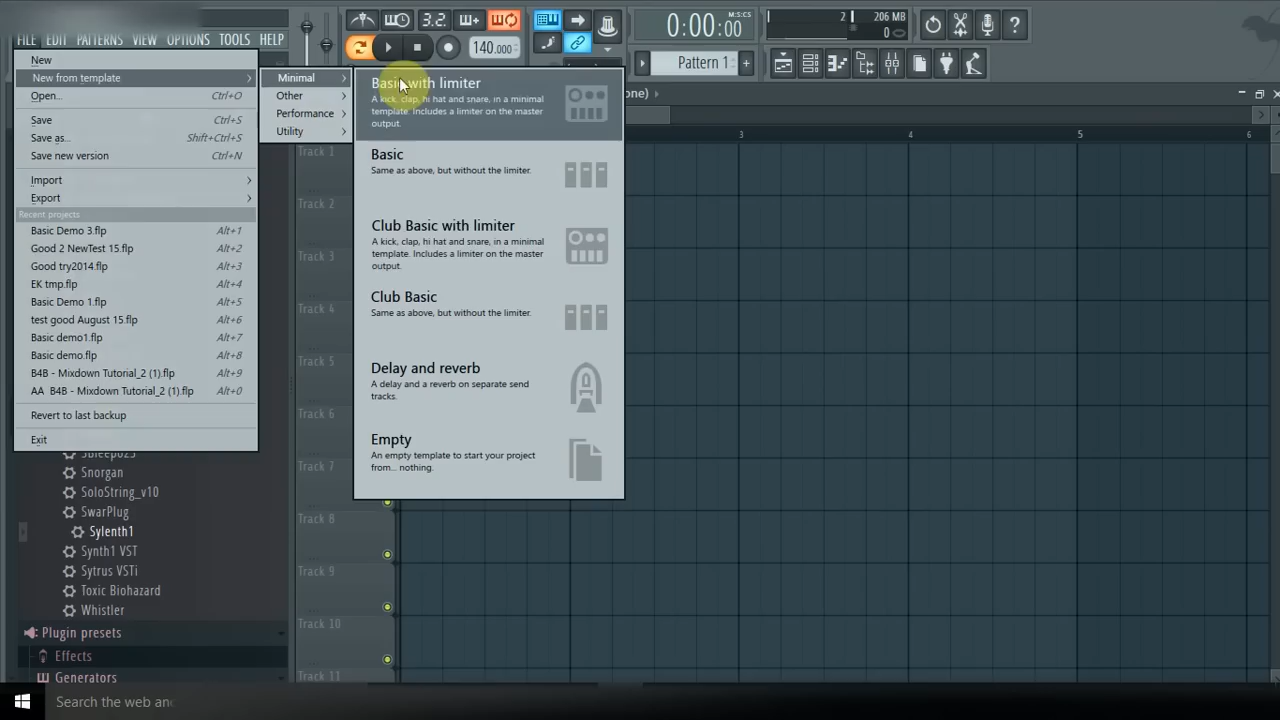 FILE EDIT PATTERNS VIEW OPTIONS TOOLS HELP
3.2.
140.000
0:00:00
M:S:CS
2
206 MB
0
Pattern 1
one)
New
New from template
Open... Ctrl+O
Save Ctrl+S
Save as... Shift+Ctrl+S
Save new version Ctrl+N
Import
Export
Recent projects
Basic Demo 3.flp Alt+1
Good 2 NewTest 15.flp Alt+2
Good try2014.flp Alt+3
EK tmp.flp Alt+4
Basic Demo 1.flp Alt+5
test good August 15.flp Alt+6
Basic demo1.flp Alt+7
Basic demo.flp Alt+8
B4B - Mixdown Tutorial_2 (1).flp Alt+9
AA B4B - Mixdown Tutorial_2 (1).flp Alt+0
Revert to last backup
Exit
Minimal
Other
Performance
Utility
Basic with limiter
A kick, clap, hi hat and snare, in a minimal
template. Includes a limiter on the master
output.
Basic
Same as above, but without the limiter.
Club Basic with limiter
A kick, clap, hi hat and snare, in a minimal
template. Includes a limiter on the master
output.
Club Basic
Same as above, but without the limiter.
Delay and reverb
A delay and a reverb on separate send
tracks.
Empty
An empty template to start your project
from... nothing.
3 4 5 6
Track 1
Track 2
Track 3
Track 4
Track 5
Track 6
Track 7
Track 8
Track 9
Track 10
Track 11
Snorgan
SoloString_v10
SwarPlug
Sylenth1
Synth1 VST
Sytrus VSTi
Toxic Biohazard
Whistler
Plugin presets
Effects
Generators
Search the web and